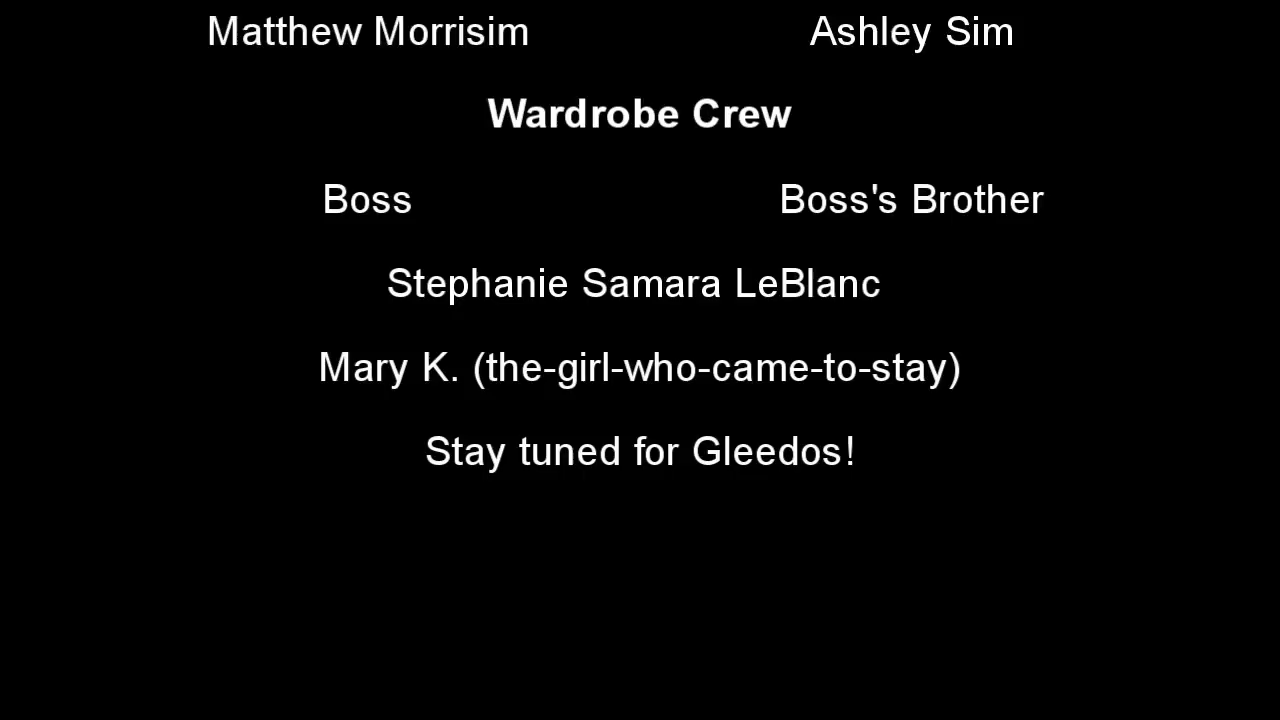 Matthew Morrisim Ashley Sim
Wardrobe Crew
Boss Boss's Brother
Stephanie Samara LeBlanc
Mary K. (the-girl-who-came-to-stay)
Stay tuned for Gleedos!